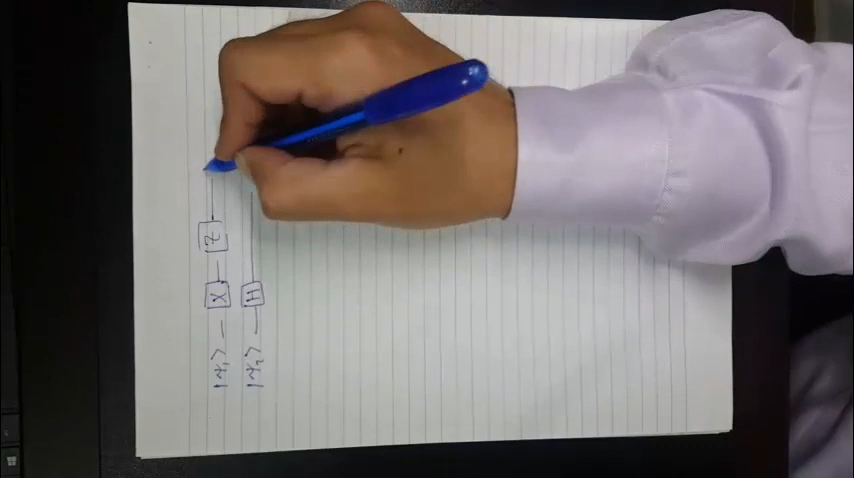 |ψ₁⟩ — X — Z —
|ψ₂⟩ — H —